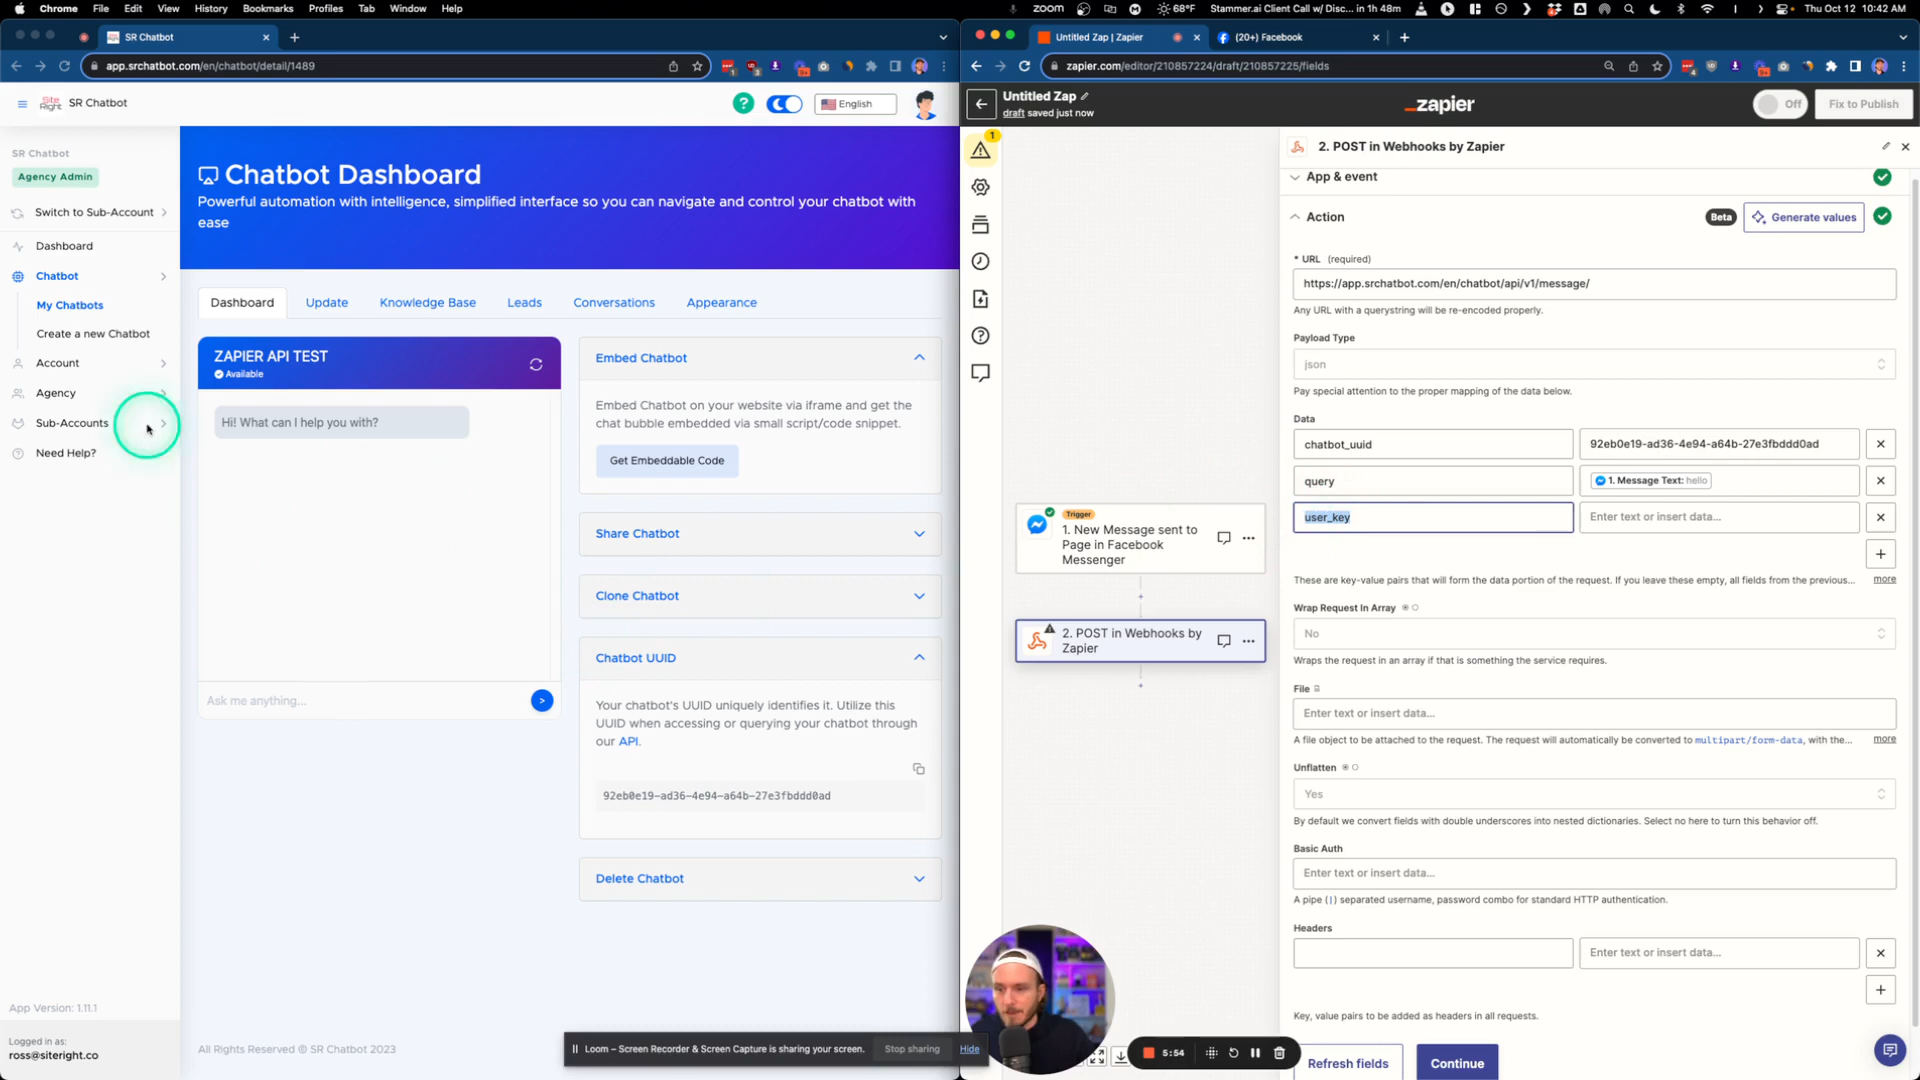 Chrome File Edit View History Bookmarks Profiles Tab Window Help
zoom 68°F Stammer.ai Client Call w/ Disc... in 1h 48m Thu Oct 12 10:42 AM
SR Chatbot
app.srchatbot.com/en/chatbot/detail/1489
SR Chatbot
English
SR Chatbot
Agency Admin
Switch to Sub-Account
Dashboard
Chatbot
My Chatbots
Create a new Chatbot
Account
Agency
Sub-Accounts
Need Help?
App Version: 1.11.1
Logged in as:
ross@siteright.co
Chatbot Dashboard
Powerful automation with intelligence, simplified interface so you can navigate and control your chatbot with
ease
Dashboard Update Knowledge Base Leads Conversations Appearance
ZAPIER API TEST
Available
Hi! What can I help you with?
Ask me anything...
>
Embed Chatbot
Embed Chatbot on your website via iframe and get the
chat bubble embedded via small script/code snippet.
Get Embeddable Code
Share Chatbot
Clone Chatbot
Chatbot UUID
Your chatbot's UUID uniquely identifies it. Utilize this
UUID when accessing or querying your chatbot through
our API.
92eb0e19-ad36-4e94-a64b-27e3fbddd0ad
Delete Chatbot
All Rights Reserved © SR Chatbot 2023
Loom – Screen Recorder & Screen Capture is sharing your screen. Stop sharing Hide
Untitled Zap | Zapier
(20+) Facebook
zapier.com/editor/210857224/draft/210857225/fields
Untitled Zap
draft saved just now
zapier
Off
Fix to Publish
1
Trigger
1. New Message sent to
Page in Facebook
Messenger
2. POST in Webhooks by
Zapier
2. POST in Webhooks by Zapier
App & event
Action
Beta
Generate values
* URL (required)
https://app.srchatbot.com/en/chatbot/api/v1/message/
Any URL with a querystring will be re-encoded properly.
Payload Type
json
Pay special attention to the proper mapping of the data below.
Data
chatbot_uuid 92eb0e19-ad36-4e94-a64b-27e3fbddd0ad
query 1. Message Text: hello
user_key Enter text or insert data...
These are key-value pairs that will form the data portion of the request. If you leave these empty, all fields from the previous... more
Wrap Request In Array
No
Wraps the request in an array if that is something the service requires.
File
Enter text or insert data...
A file object to be attached to the request. The request will automatically be converted to multipart/form-data, with the... more
Unflatten
Yes
By default we convert fields with double underscores into nested dictionaries. Select no here to turn this behavior off.
Basic Auth
Enter text or insert data...
A pipe (|) separated username, password combo for standard HTTP authentication.
Headers
Enter text or insert data...
Key, value pairs to be added as headers in all requests.
Refresh fields
Continue
5:54